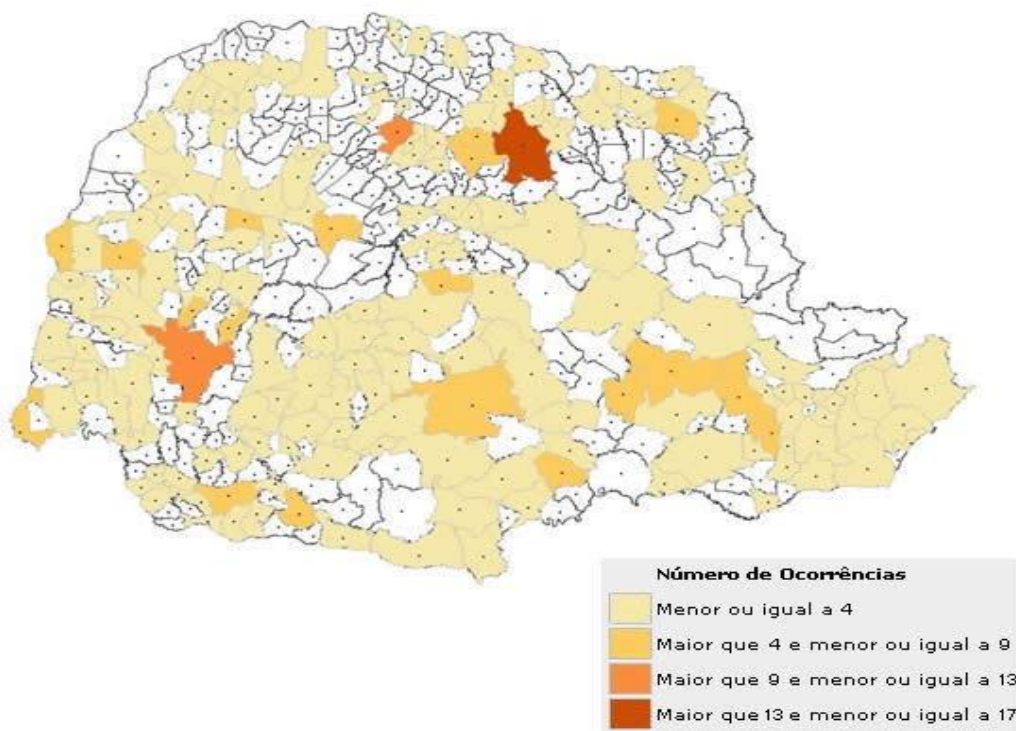 Número de Ocorrências
Menor ou igual a 4
Maior que 4 e menor ou igual a 9
Maior que 9 e menor ou igual a 13
Maior que 13 e menor ou igual a 17